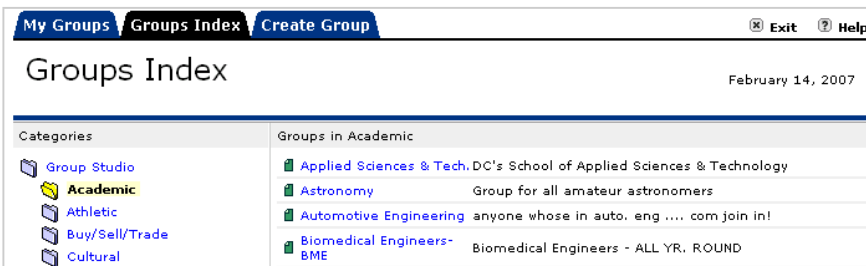 My Groups Groups Index Create Group Exit Help
Groups Index
February 14, 2007
Categories Groups in Academic
Group Studio Applied Sciences & Tech. DC's School of Applied Sciences & Technology
Academic Astronomy Group for all amateur astronomers
Athletic Automotive Engineering anyone whose in auto. eng .... com join in!
Buy/Sell/Trade Biomedical Engineers-
BME Biomedical Engineers - ALL YR. ROUND
Cultural